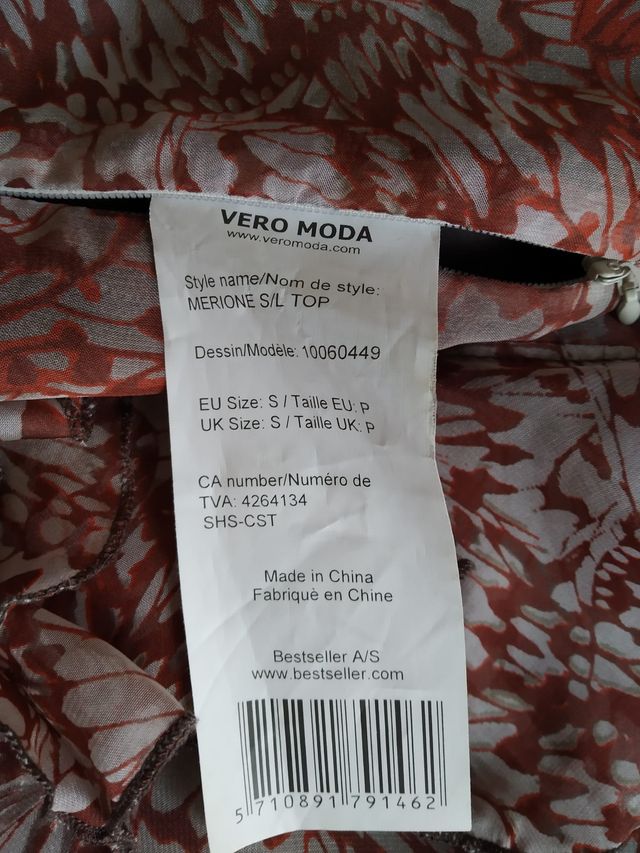 VERO MODA
www.veromoda.com
Style name/Nom de style:
MERIONE S/L TOP
Dessin/Modèle: 10060449
EU Size: S / Taille EU: P
UK Size: S / Taille UK: P
CA number/Numéro de
TVA: 4264134
SHS-CST
Made in China
Fabriquè en Chine
Bestseller A/S
www.bestseller.com
5 710891 791462